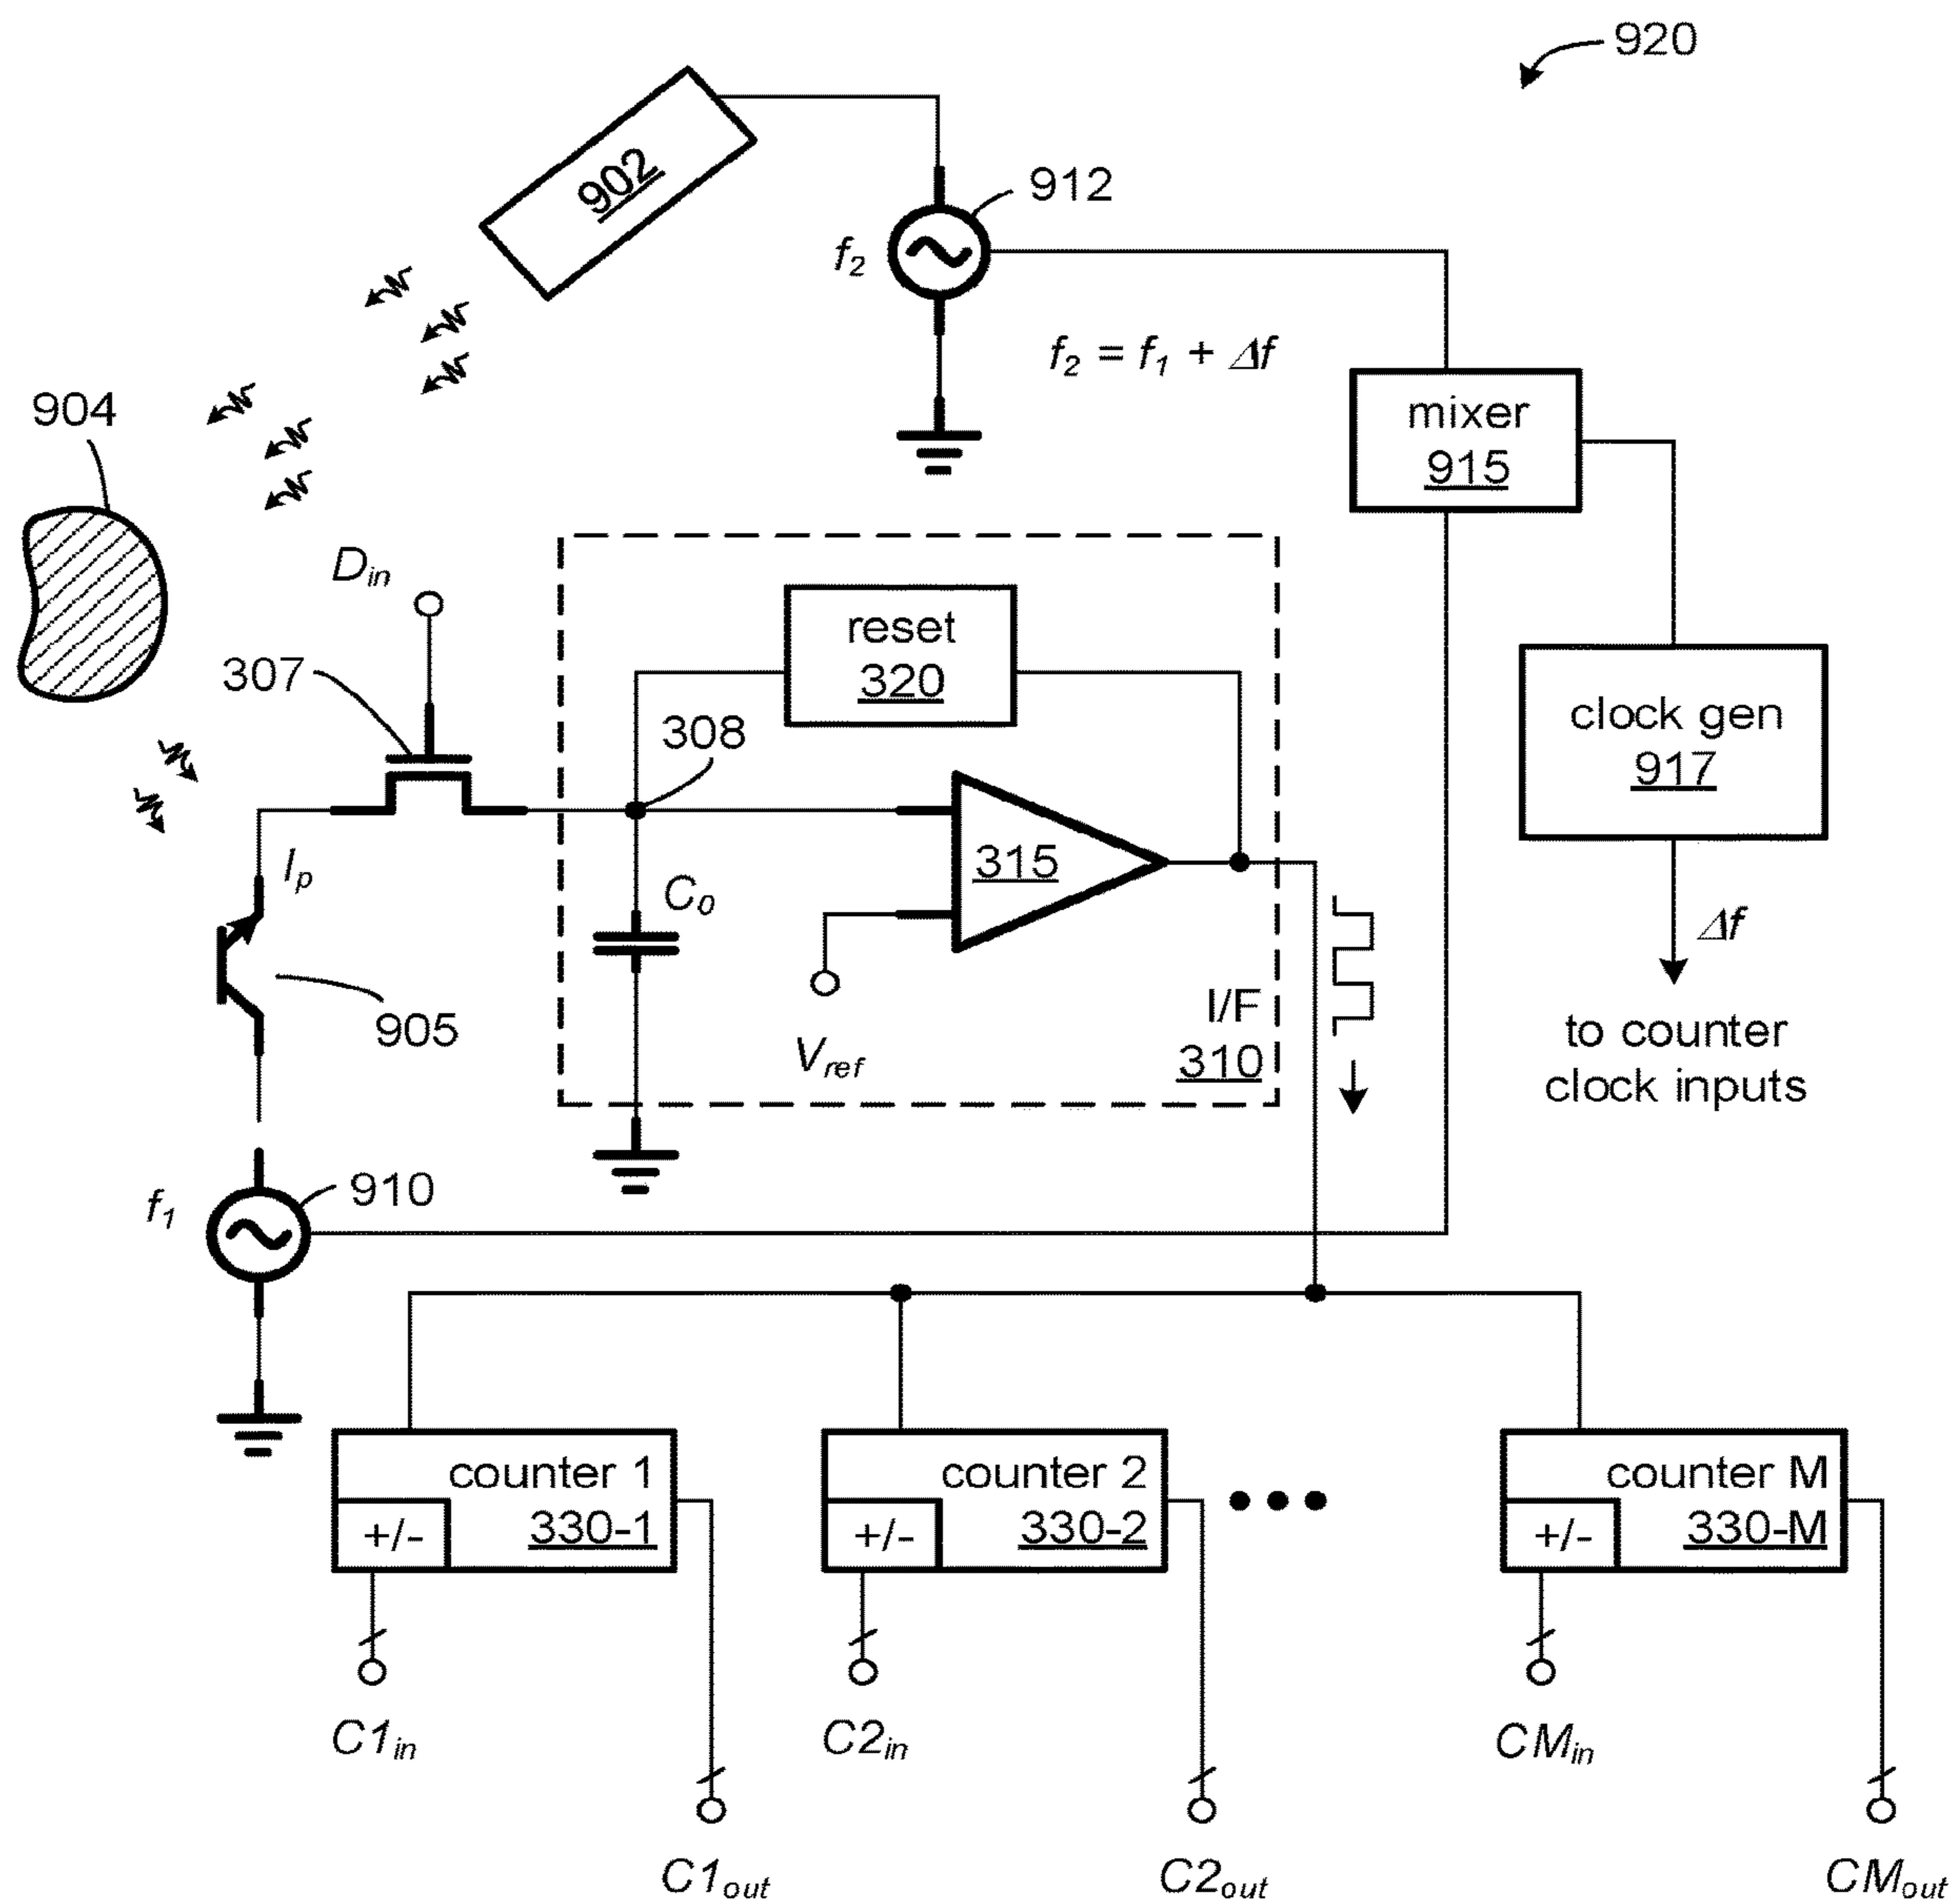 920
902
912
f2
f2 = f1 + Δf
904
mixer
915
Din
reset
320
307
308
clock gen
917
315
Ip
C0
Δf
905
I/F
310
Vref
to counter
clock inputs
910
f1
counter 1
+/-
330-1
counter 2
+/-
330-2
counter M
+/-
330-M
C1in
C2in
CMin
C1out
C2out
CMout